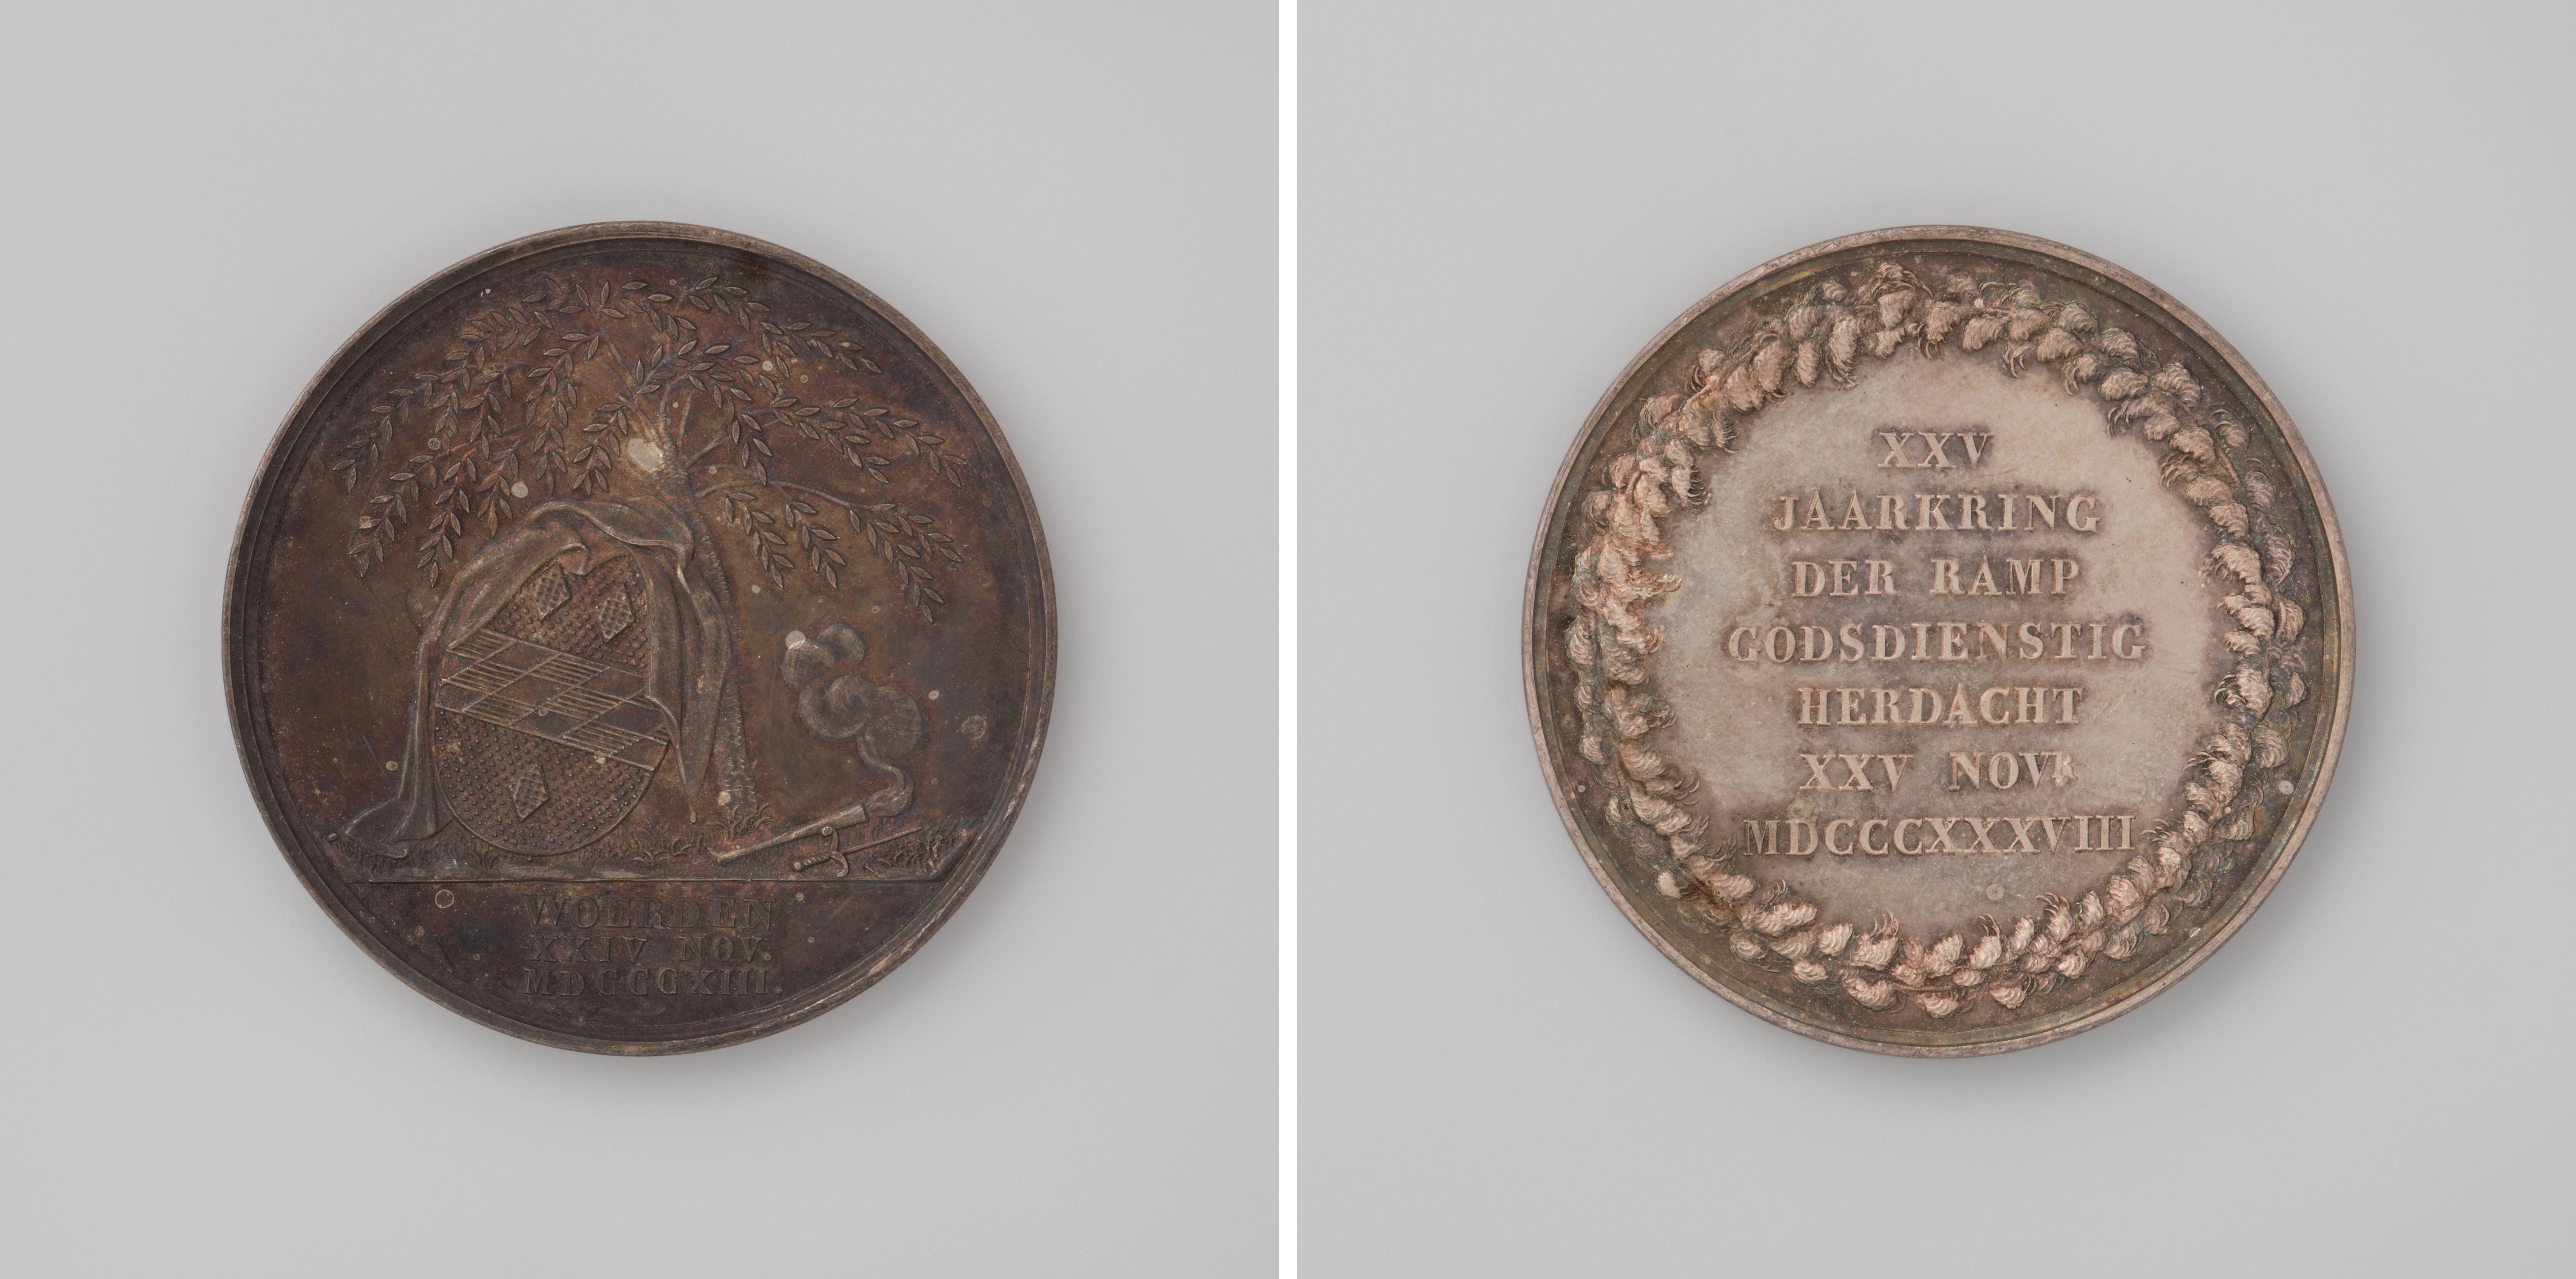 WOERDEN
XXIV NOV.
MDCCCXIII.
XXV
JAARKRING
DER RAMP
GODSDIENSTIG
HERDACHT
XXV NOVR
MDCCCXXXVIII